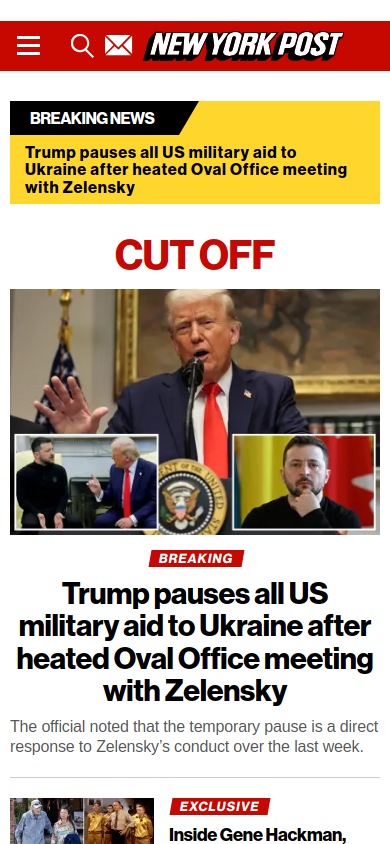 NEW YORK POST
BREAKING NEWS
Trump pauses all US military aid to
Ukraine after heated Oval Office meeting
with Zelensky
CUT OFF
BREAKING
Trump pauses all US
military aid to Ukraine after
heated Oval Office meeting
with Zelensky
The official noted that the temporary pause is a direct
response to Zelensky’s conduct over the last week.
EXCLUSIVE
Inside Gene Hackman,